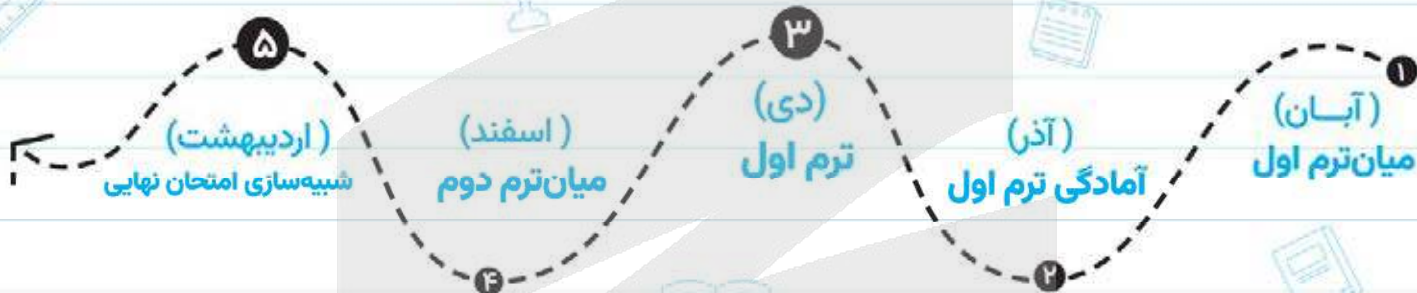 ۱
(آبــان)
میان‌ترم اول
۲
(آذر)
آمادگی ترم اول
۳
(دی)
ترم اول
۴
(اسفند)
میان‌ترم دوم
۵
(اردیبهشت)
شبیه‌سازی امتحان نهایی